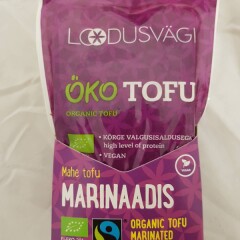 LOODUSVÄGI
ÖKO TOFU
ORGANIC TOFU
• KÕRGE VALGUSISALDUSEGA
high level of protein
• VEGAN
Mahe tofu
MARINAADIS
ORGANIC TOFU
MARINATED